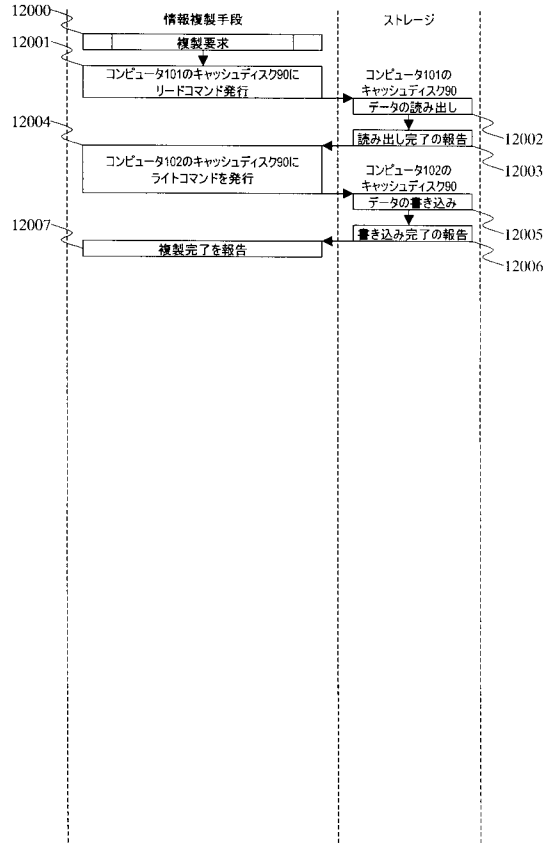 12000
情報複製手段
ストレージ
複製要求
12001
コンピュータ101のキャッシュディスク90に
リードコマンド発行
コンピュータ101の
キャッシュディスク90
データの読み出し
12002
12004
読み出し完了の報告
12003
コンピュータ102のキャッシュディスク90に
ライトコマンドを発行
コンピュータ102の
キャッシュディスク90
データの書き込み
12005
12007
書き込み完了の報告
12006
複製完了を報告